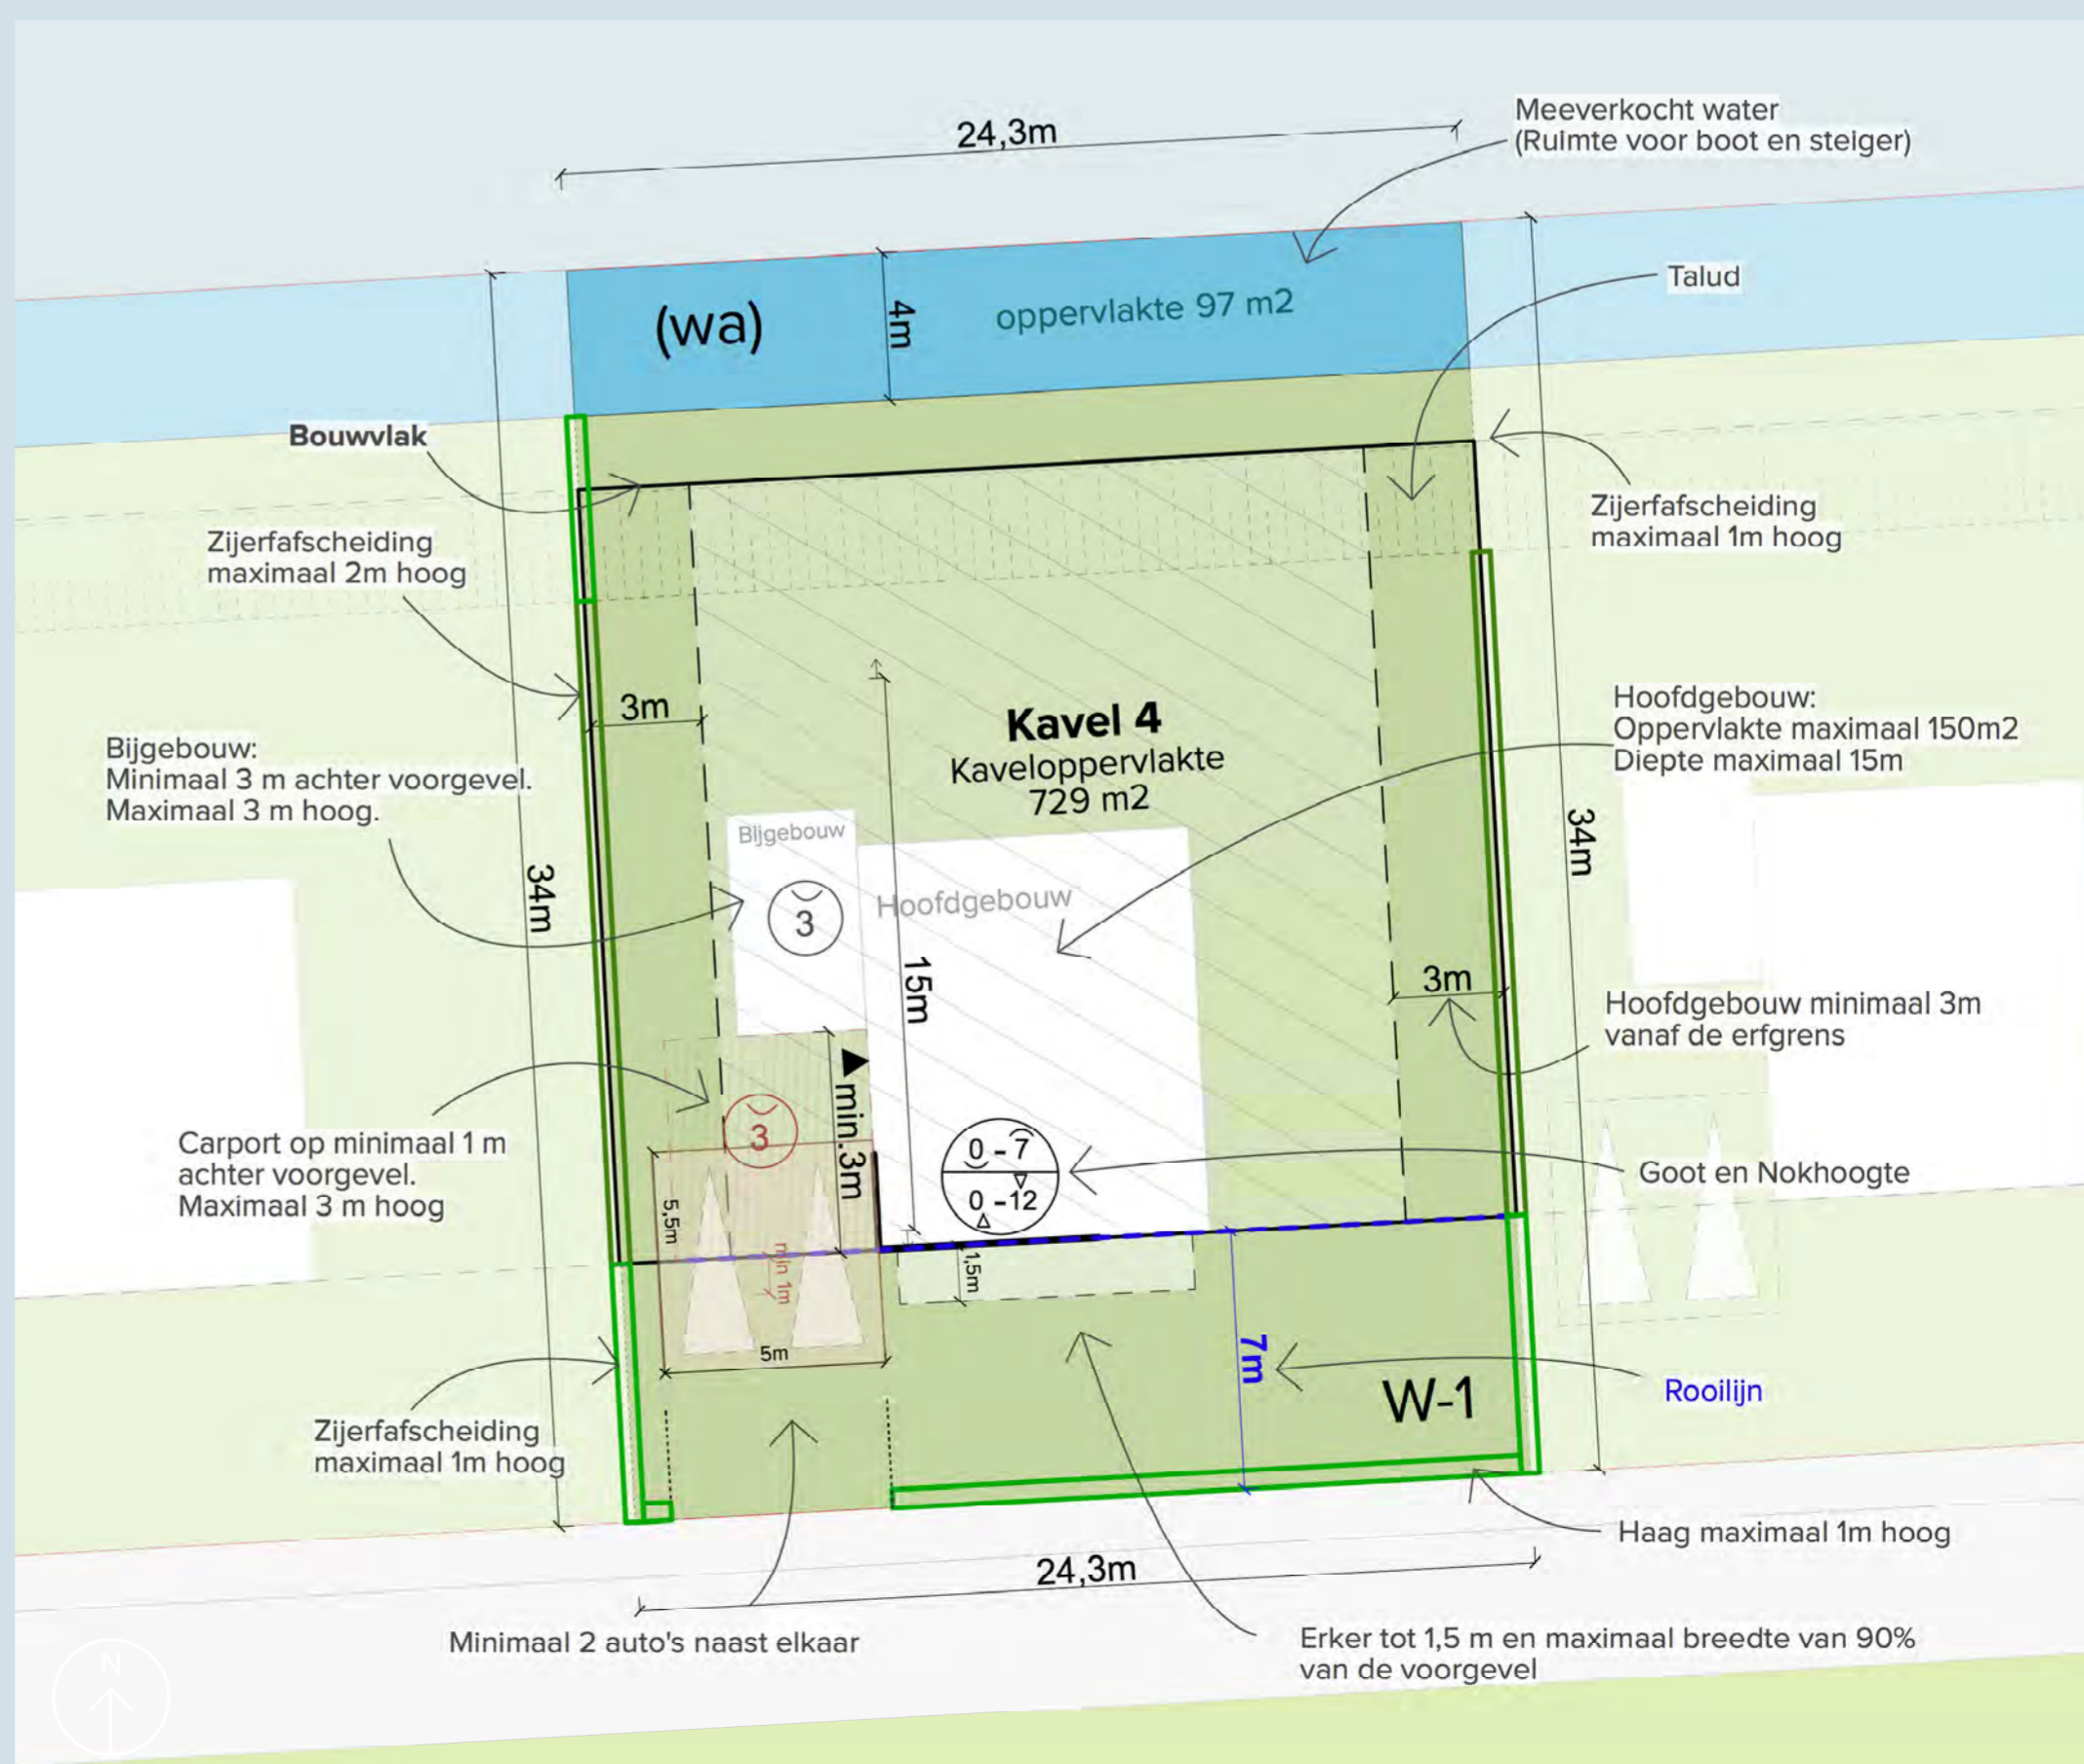 24,3m
Meeverkocht water
(Ruimte voor boot en steiger)
Talud
(wa)
4m
oppervlakte 97 m2
Bouwvlak
Zijerfafscheiding
maximaal 1m hoog
Zijerfafscheiding
maximaal 2m hoog
3m
Kavel 4
Kaveloppervlakte
729 m2
Hoofdgebouw:
Oppervlakte maximaal 150m2
Diepte maximaal 15m
Bijgebouw:
Minimaal 3 m achter voorgevel.
Maximaal 3 m hoog.
34m
34m
Bijgebouw
3
Hoofdgebouw
15m
3m
Hoofdgebouw minimaal 3m
vanaf de erfgrens
Carport op minimaal 1 m
achter voorgevel.
Maximaal 3 m hoog
3
min.3m
0 - 7
0 -12
Goot en Nokhoogte
5,5m
min 1m
1,5m
5m
7m
W-1
Rooilijn
Zijerfafscheiding
maximaal 1m hoog
Haag maximaal 1m hoog
24,3m
Minimaal 2 auto's naast elkaar
Erker tot 1,5 m en maximaal breedte van 90%
van de voorgevel
N